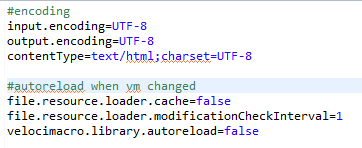 #encoding
input.encoding=UTF-8
output.encoding=UTF-8
contentType=text/html;charset=UTF-8
#autoreload when vm changed
file.resource.loader.cache=false
file.resource.loader.modificationCheckInterval=1
velocimacro.library.autoreload=false